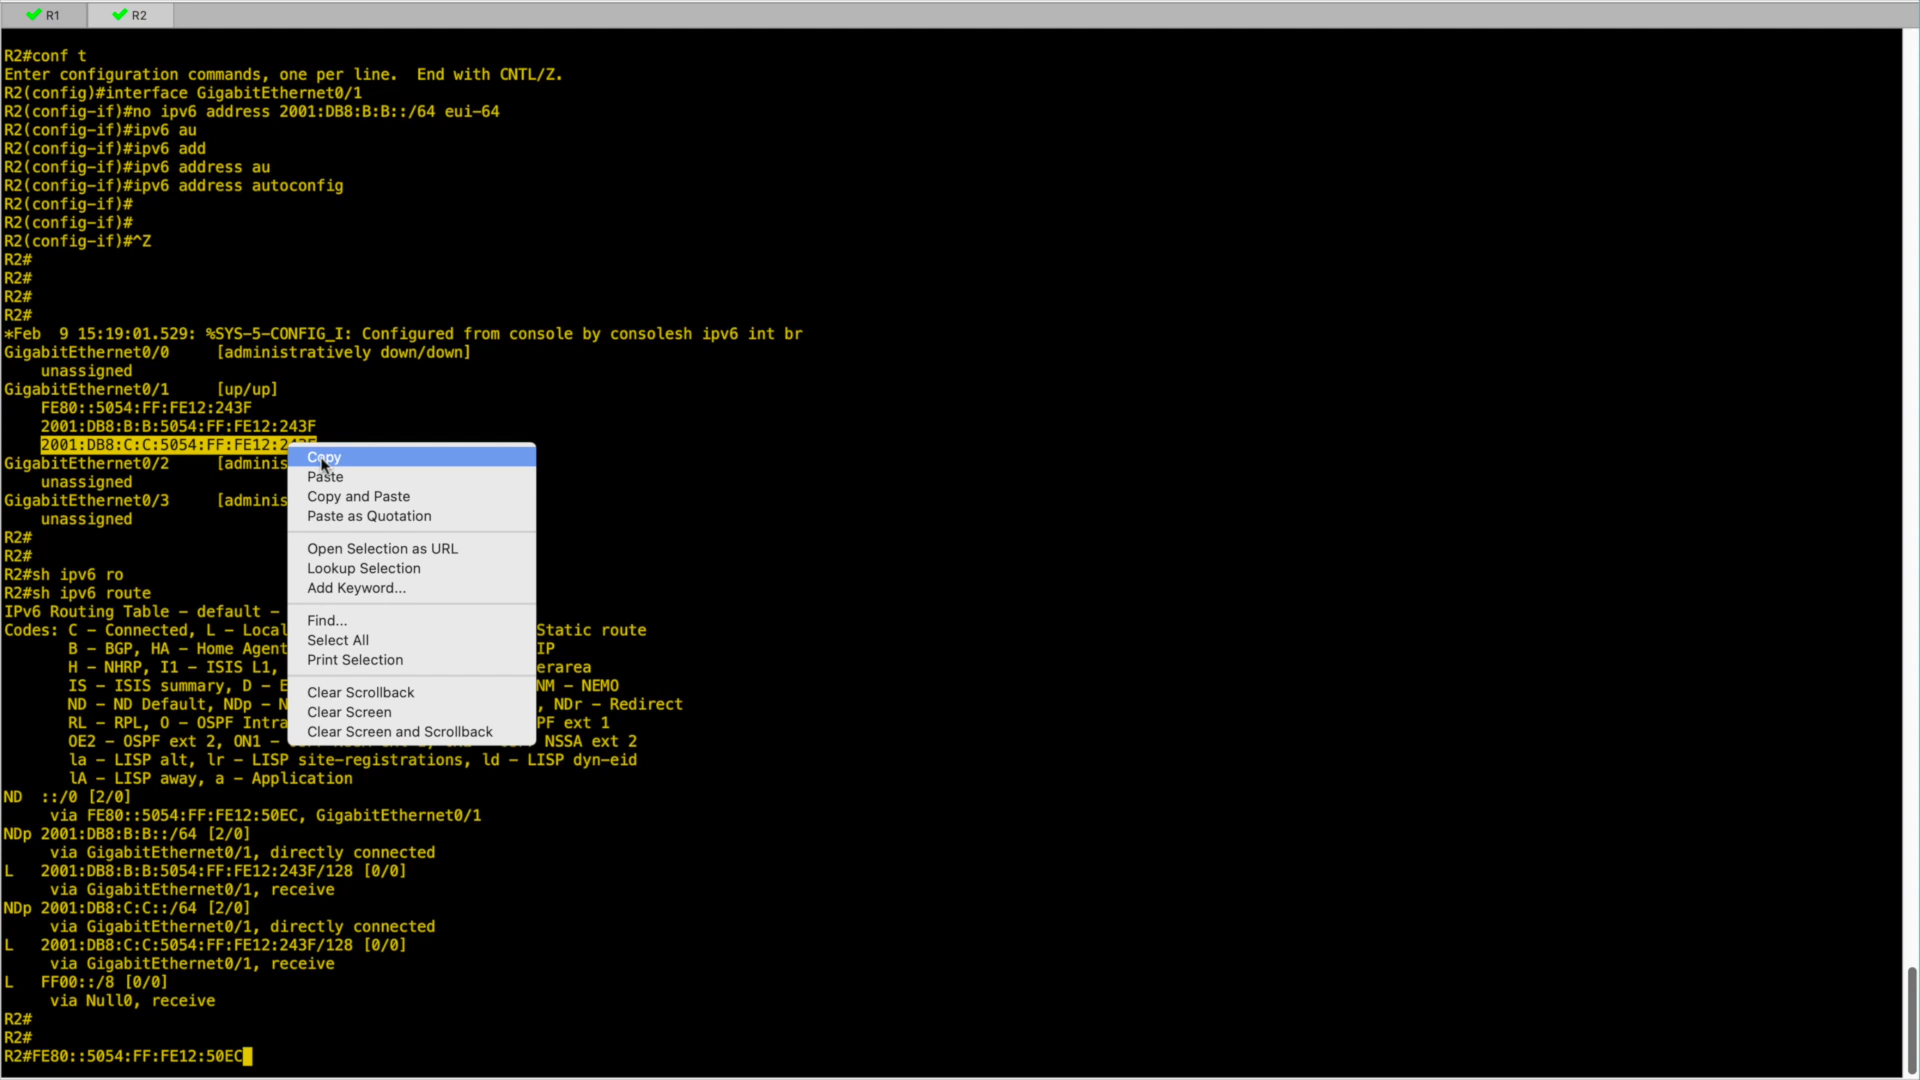 R1 R2
R2#conf t
Enter configuration commands, one per line.  End with CNTL/Z.
R2(config)#interface GigabitEthernet0/1
R2(config-if)#no ipv6 address 2001:DB8:B:B::/64 eui-64
R2(config-if)#ipv6 au
R2(config-if)#ipv6 add
R2(config-if)#ipv6 address au
R2(config-if)#ipv6 address autoconfig
R2(config-if)#
R2(config-if)#
R2(config-if)#^Z
R2#
R2#
R2#
R2#
*Feb  9 15:19:01.529: %SYS-5-CONFIG_I: Configured from console by consolesh ipv6 int br
GigabitEthernet0/0     [administratively down/down]
unassigned
GigabitEthernet0/1     [up/up]
FE80::5054:FF:FE12:243F
2001:DB8:B:B:5054:FF:FE12:243F
2001:DB8:C:C:5054:FF:FE12:243F
Copy
GigabitEthernet0/2     [adminis
Paste
unassigned
Copy and Paste
GigabitEthernet0/3     [adminis
Paste as Quotation
unassigned
R2#
Open Selection as URL
R2#
Lookup Selection
R2#sh ipv6 ro
Add Keyword...
R2#sh ipv6 route
IPv6 Routing Table - default -
Find...
Codes: C - Connected, L - Local Static route
Select All
B - BGP, HA - Home Agent IP
Print Selection
H - NHRP, I1 - ISIS L1, erarea
IS - ISIS summary, D - E NM - NEMO
Clear Scrollback
ND - ND Default, NDp - N , NDr - Redirect
Clear Screen
RL - RPL, O - OSPF Intra PF ext 1
Clear Screen and Scrollback
OE2 - OSPF ext 2, ON1 - NSSA ext 2
la - LISP alt, lr - LISP site-registrations, ld - LISP dyn-eid
lA - LISP away, a - Application
ND  ::/0 [2/0]
via FE80::5054:FF:FE12:50EC, GigabitEthernet0/1
NDp 2001:DB8:B:B::/64 [2/0]
via GigabitEthernet0/1, directly connected
L   2001:DB8:B:B:5054:FF:FE12:243F/128 [0/0]
via GigabitEthernet0/1, receive
NDp 2001:DB8:C:C::/64 [2/0]
via GigabitEthernet0/1, directly connected
L   2001:DB8:C:C:5054:FF:FE12:243F/128 [0/0]
via GigabitEthernet0/1, receive
L   FF00::/8 [0/0]
via Null0, receive
R2#
R2#
R2#FE80::5054:FF:FE12:50EC